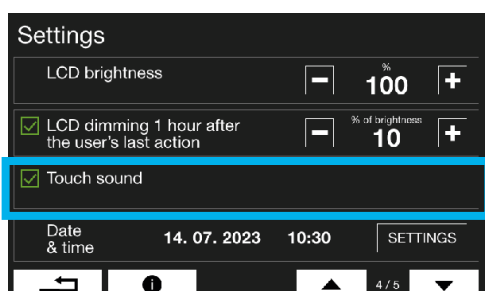 Settings
LCD brightness
%
− 100 +
LCD dimming 1 hour after
the user's last action
% of brightness
− 10 +
Touch sound
Date
& time
14. 07. 2023 10:30 SETTINGS
4/5